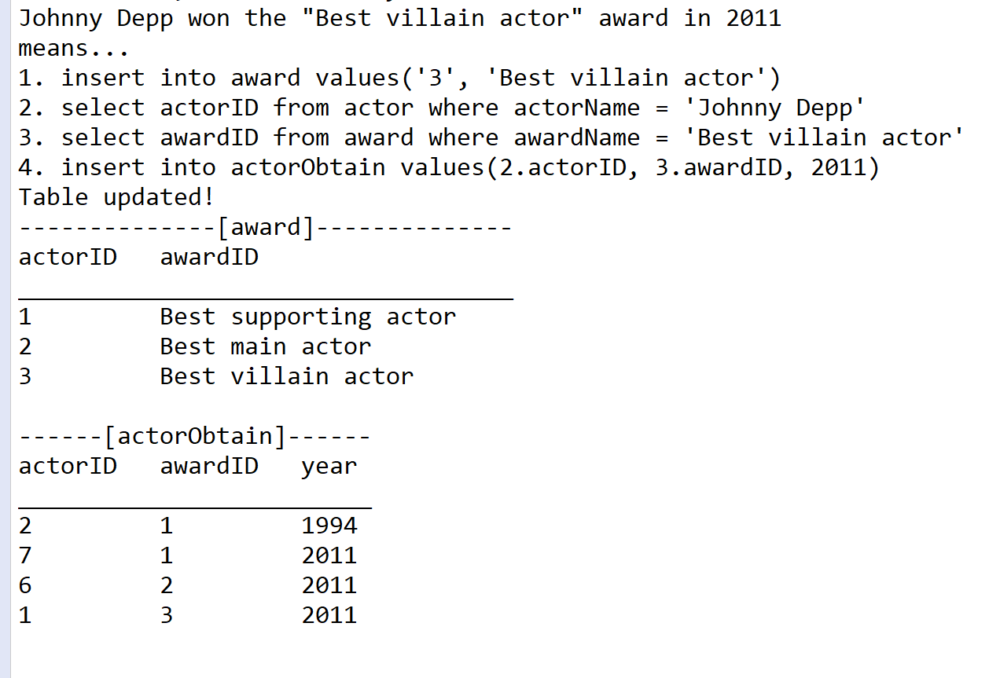 Johnny Depp won the "Best villain actor" award in 2011
means...
1. insert into award values('3', 'Best villain actor')
2. select actorID from actor where actorName = 'Johnny Depp'
3. select awardID from award where awardName = 'Best villain actor'
4. insert into actorObtain values(2.actorID, 3.awardID, 2011)
Table updated!
--------------[award]--------------
actorID   awardID
___________________________________
1         Best supporting actor
2         Best main actor
3         Best villain actor
------[actorObtain]------
actorID   awardID   year
_________________________
2         1         1994
7         1         2011
6         2         2011
1         3         2011